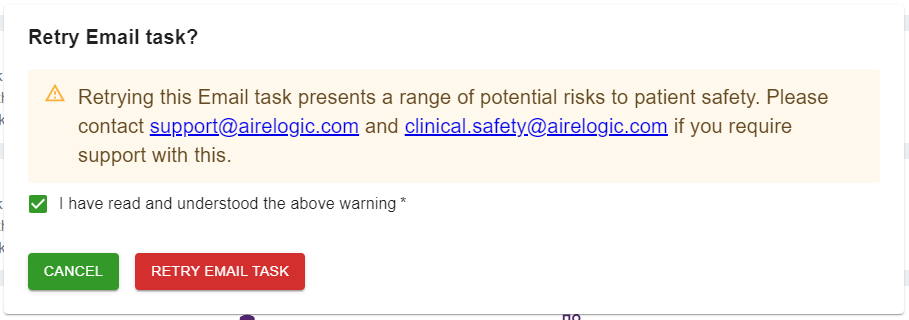 Retry Email task?
Retrying this Email task presents a range of potential risks to patient safety. Please
contact support@airelogic.com and clinical.safety@airelogic.com if you require
support with this.
I have read and understood the above warning *
CANCEL
RETRY EMAIL TASK